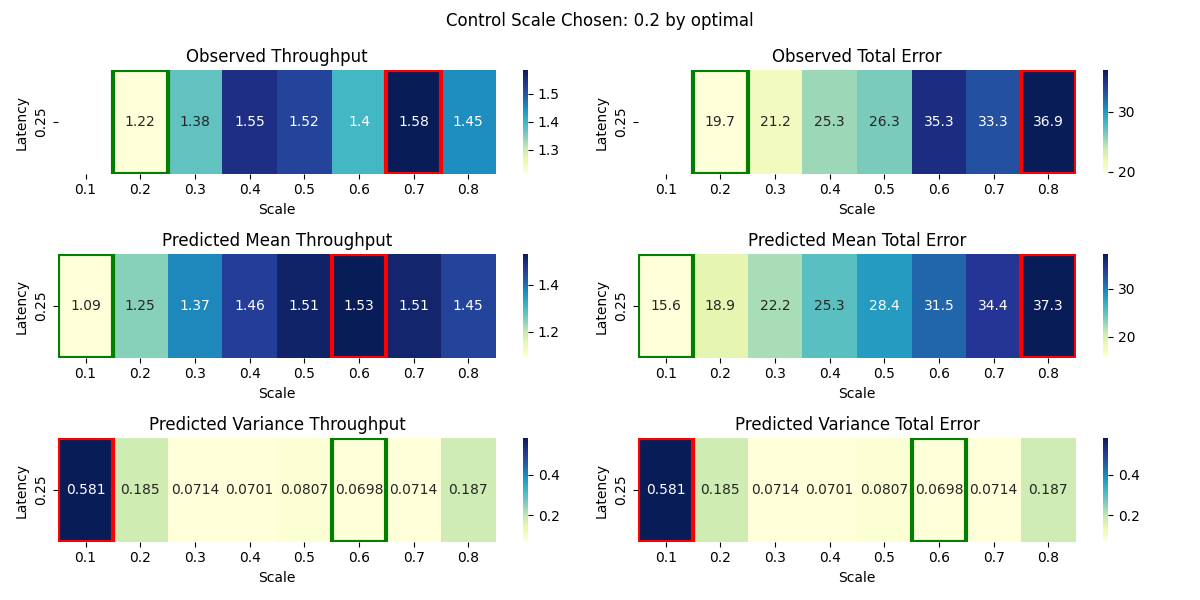 Control Scale Chosen: 0.2 by optimal
Observed Throughput
Latency
0.25
1.22 1.38 1.55 1.52 1.4 1.58 1.45
0.1 0.2 0.3 0.4 0.5 0.6 0.7 0.8
Scale
1.5
1.4
1.3
Observed Total Error
Latency
0.25
19.7 21.2 25.3 26.3 35.3 33.3 36.9
0.1 0.2 0.3 0.4 0.5 0.6 0.7 0.8
Scale
30
20
Predicted Mean Throughput
Latency
0.25
1.09 1.25 1.37 1.46 1.51 1.53 1.51 1.45
0.1 0.2 0.3 0.4 0.5 0.6 0.7 0.8
Scale
1.4
1.2
Predicted Mean Total Error
Latency
0.25
15.6 18.9 22.2 25.3 28.4 31.5 34.4 37.3
0.1 0.2 0.3 0.4 0.5 0.6 0.7 0.8
Scale
30
20
Predicted Variance Throughput
Latency
0.25
0.581 0.185 0.0714 0.0701 0.0807 0.0698 0.0714 0.187
0.1 0.2 0.3 0.4 0.5 0.6 0.7 0.8
Scale
0.4
0.2
Predicted Variance Total Error
Latency
0.25
0.581 0.185 0.0714 0.0701 0.0807 0.0698 0.0714 0.187
0.1 0.2 0.3 0.4 0.5 0.6 0.7 0.8
Scale
0.4
0.2